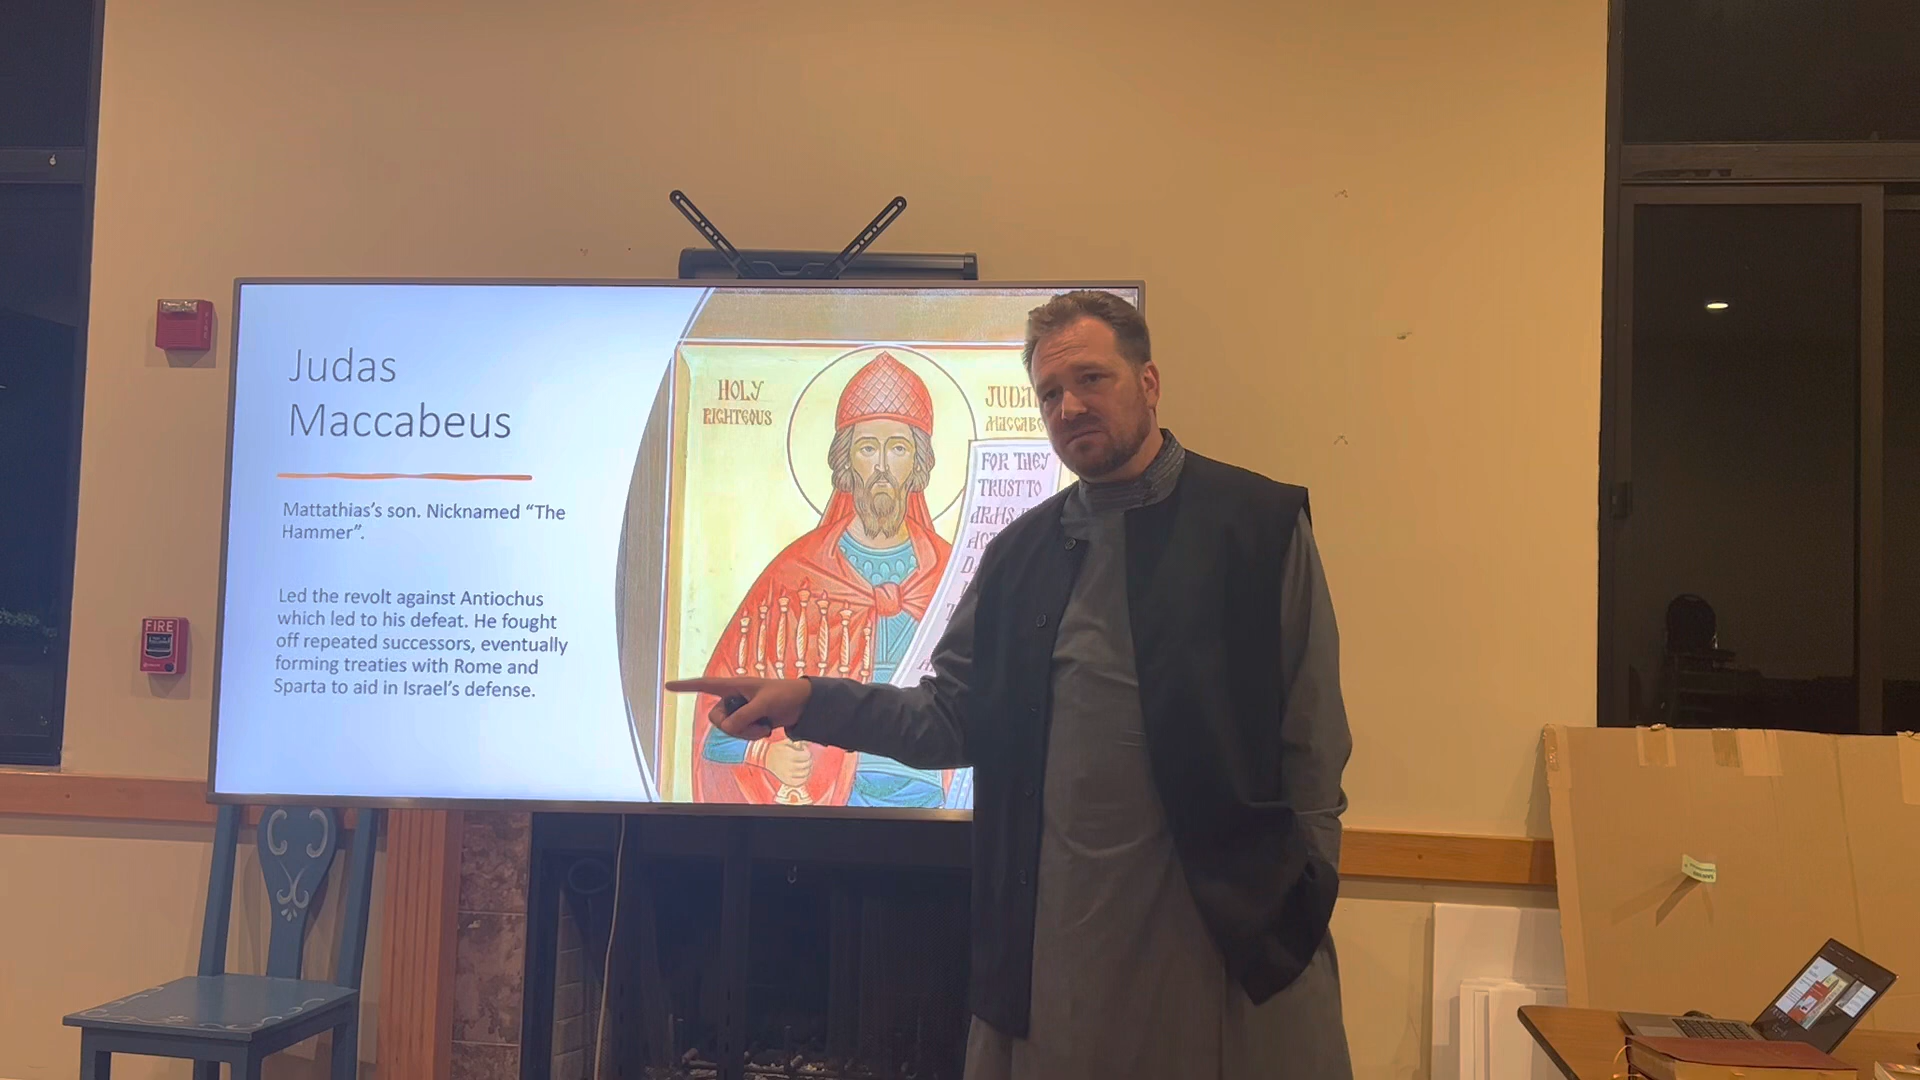 Judas
Maccabeus
Mattathias's son. Nicknamed "The
Hammer".
Led the revolt against Antiochus
which led to his defeat. He fought
off repeated successors, eventually
forming treaties with Rome and
Sparta to aid in Israel's defense.
HOLY
RIGHTEOUS
FOR THEY
TRUST TO
FIRE